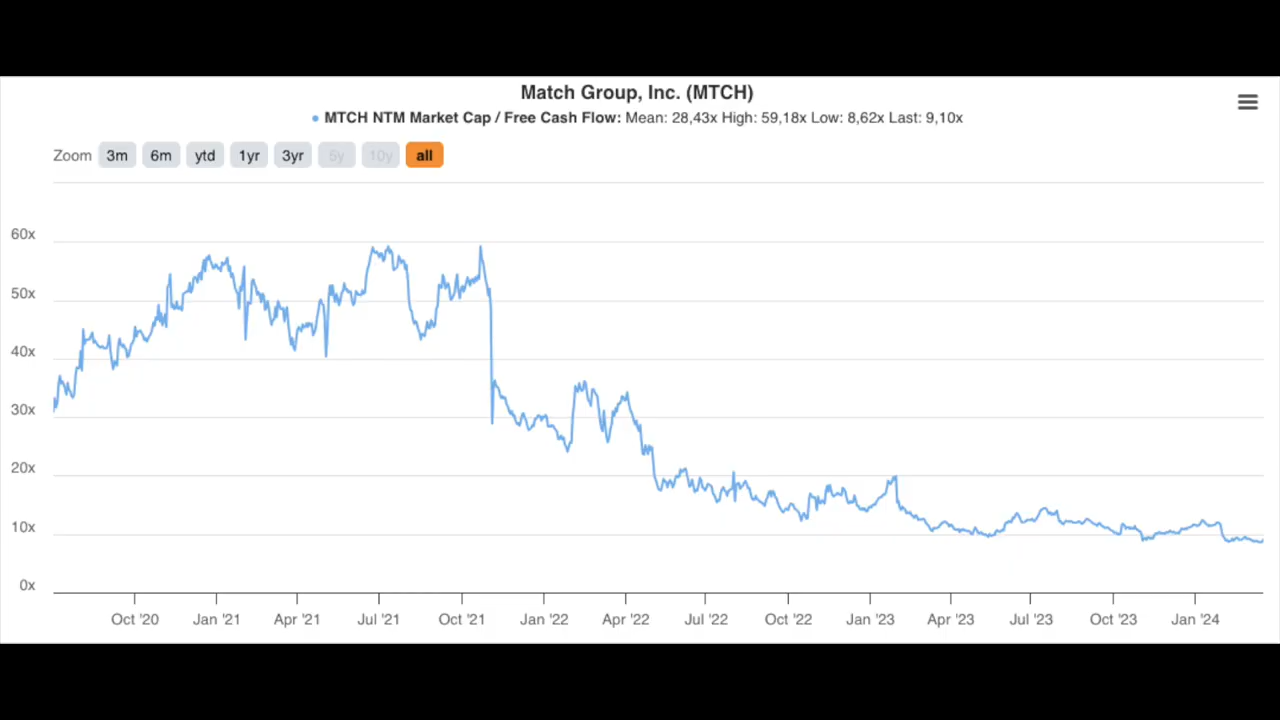 Match Group, Inc. (MTCH)
MTCH NTM Market Cap / Free Cash Flow: Mean: 28,43x High: 59,18x Low: 8,62x Last: 9,10x
Zoom 3m 6m ytd 1yr 3yr 5y 10y all
60x
50x
40x
30x
20x
10x
0x
Oct '20 Jan '21 Apr '21 Jul '21 Oct '21 Jan '22 Apr '22 Jul '22 Oct '22 Jan '23 Apr '23 Jul '23 Oct '23 Jan '24